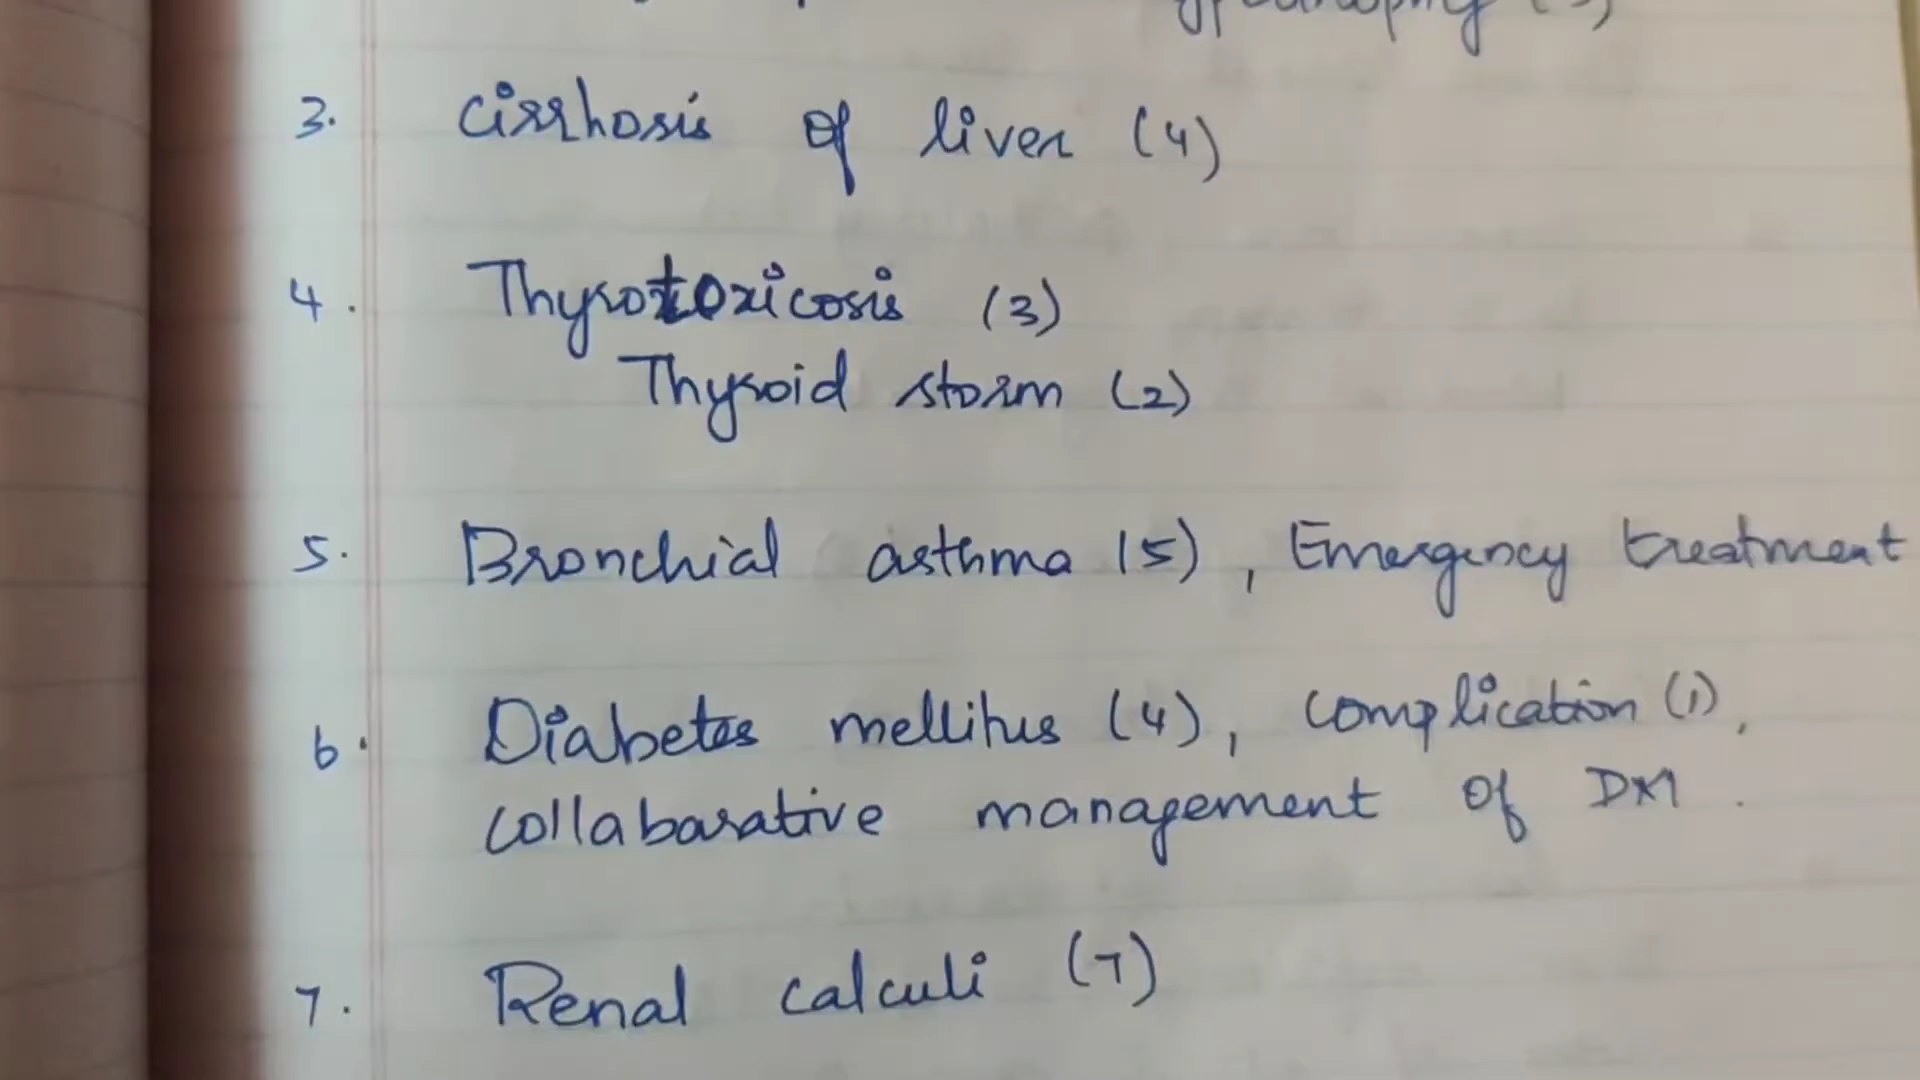 3. Cirrhosis of liver (4)
4. Thyrotoxicosis (3)
Thyroid storm (2)
5. Bronchial asthma (5), Emergency treatment
6. Diabetes mellitus (4), complication (1),
collabarative management of DM.
7. Renal calculi (7)